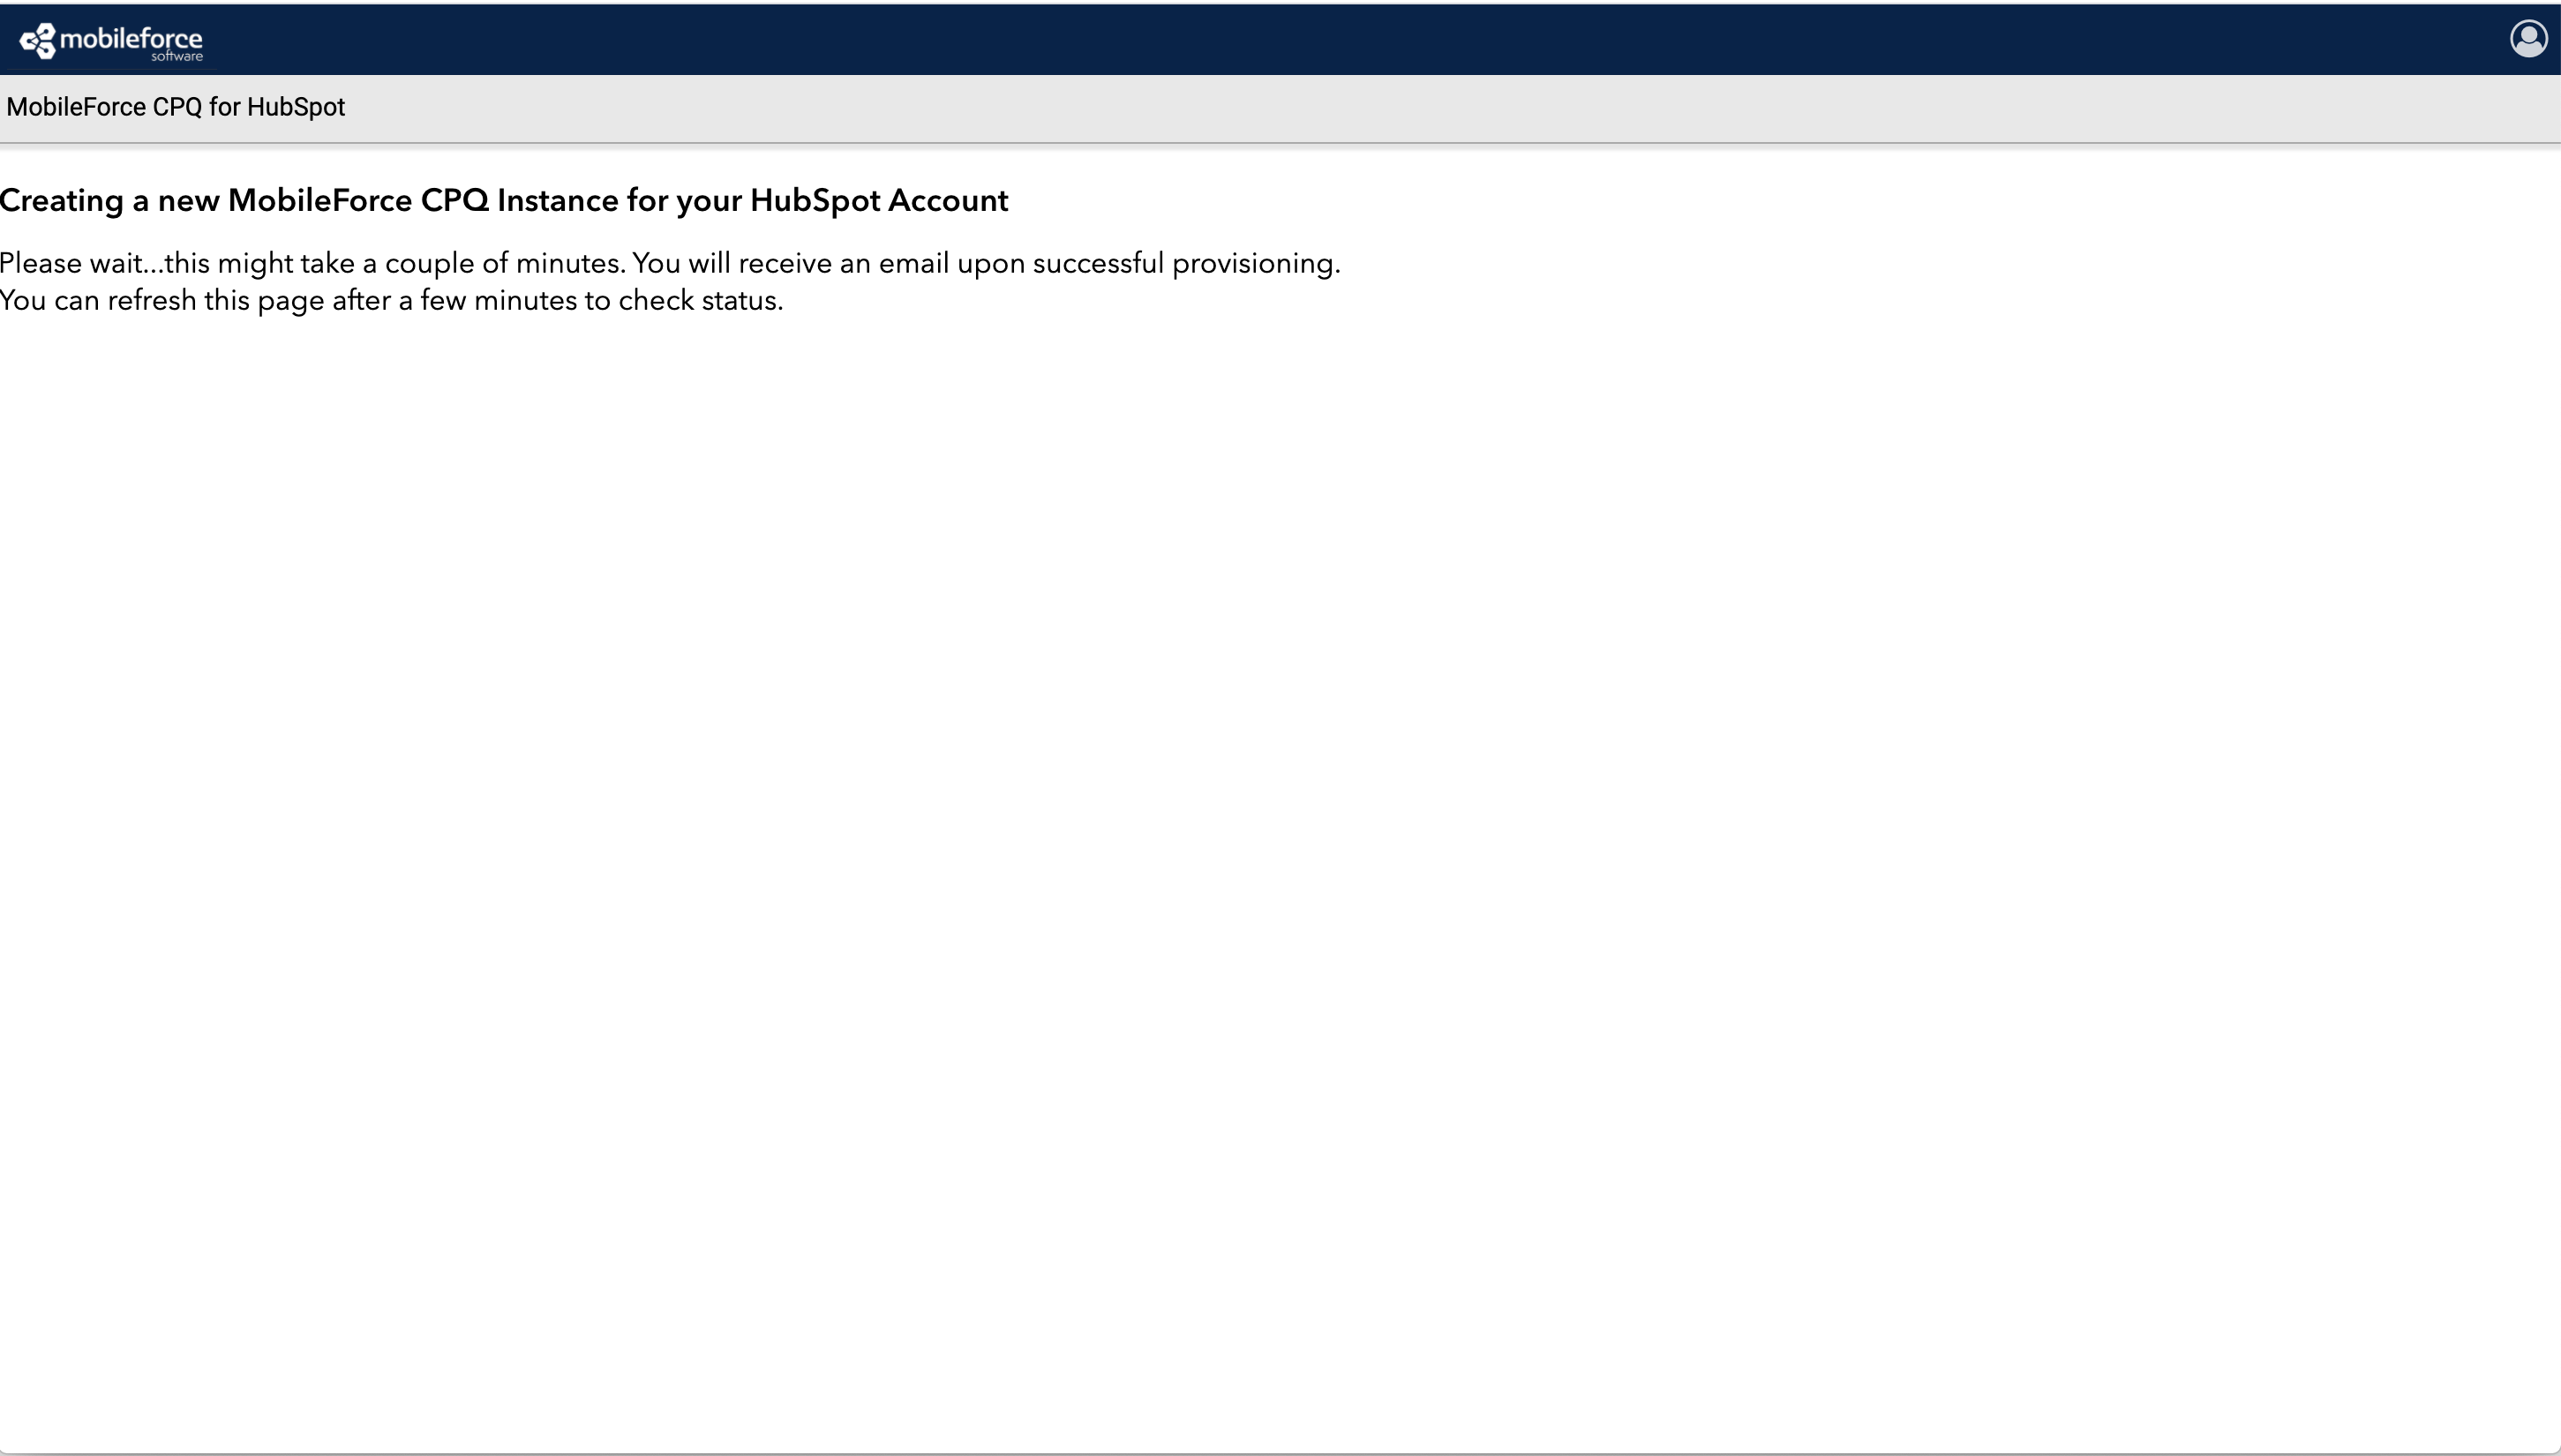 mobileforce
software
MobileForce CPQ for HubSpot
Creating a new MobileForce CPQ Instance for your HubSpot Account
Please wait...this might take a couple of minutes. You will receive an email upon successful provisioning.
You can refresh this page after a few minutes to check status.